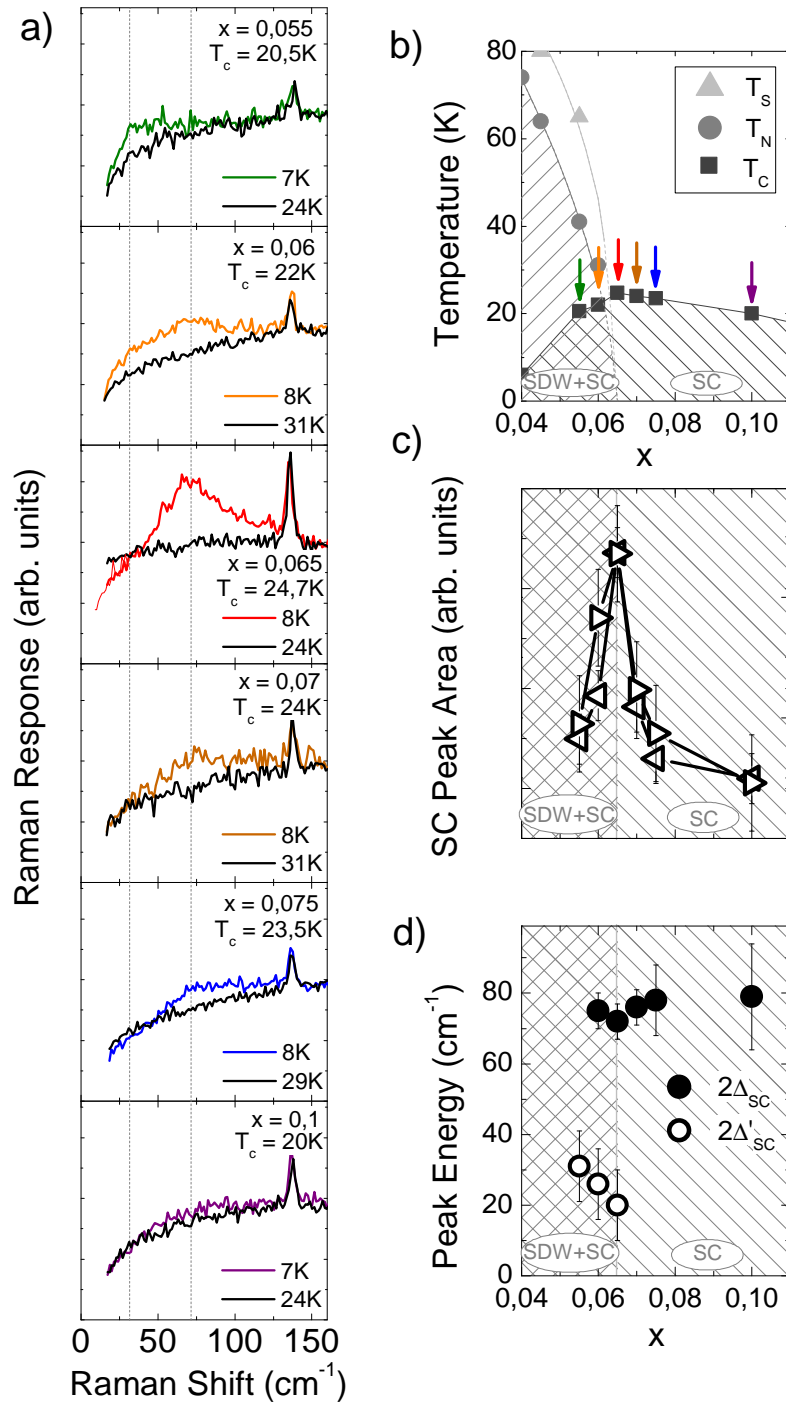 a)
x = 0,055
T_c = 20,5K
7K
24K
x = 0,06
T_c = 22K
8K
31K
x = 0,065
T_c = 24,7K
8K
24K
x = 0,07
T_c = 24K
8K
31K
x = 0,075
T_c = 23,5K
8K
29K
x = 0,1
T_c = 20K
7K
24K
0 50 100 150
Raman Shift (cm⁻¹)
Raman Response (arb. units)
b)
80
60
40
20
0
Temperature (K)
T_S
T_N
T_C
SDW+SC
SC
0,04 0,06 0,08 0,10
x
c)
SC Peak Area (arb. units)
SDW+SC
SC
d)
80
60
40
20
0
Peak Energy (cm⁻¹)
2Δ_SC
2Δ'_SC
SDW+SC
SC
0,04 0,06 0,08 0,10
x